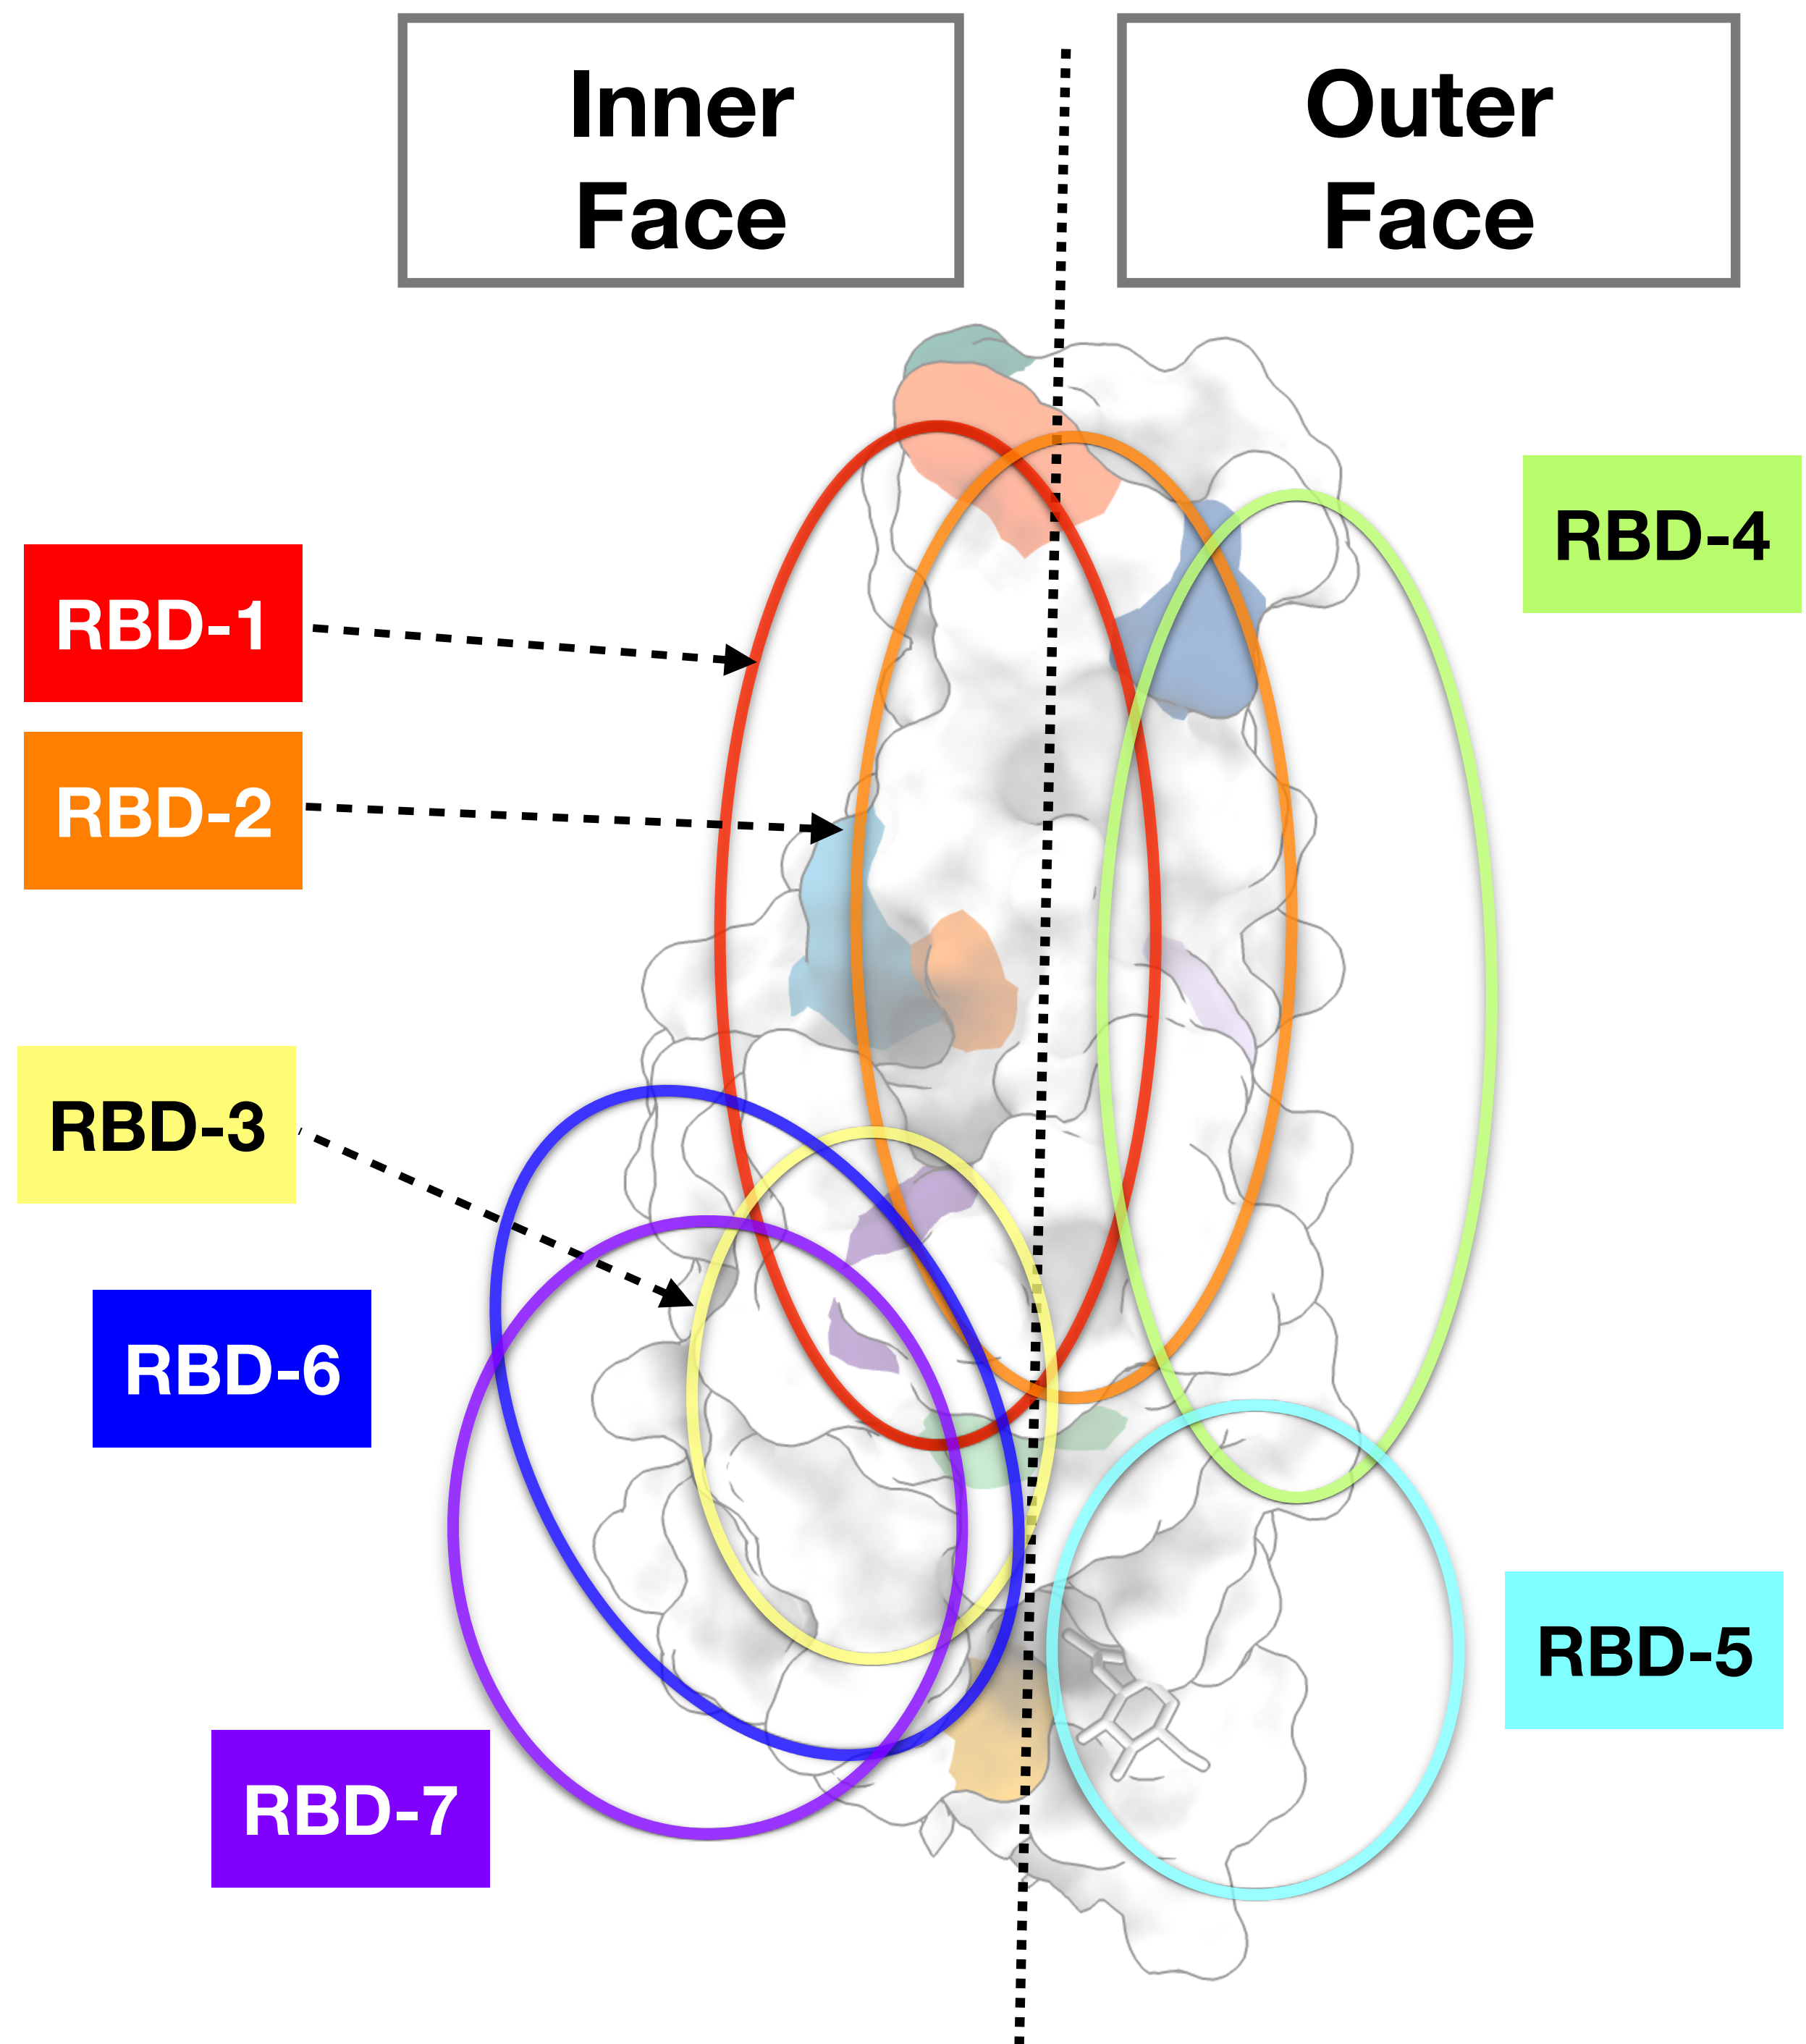 Inner
Face
Outer
Face
RBD-4
RBD-1
RBD-2
RBD-3
RBD-6
RBD-5
RBD-7